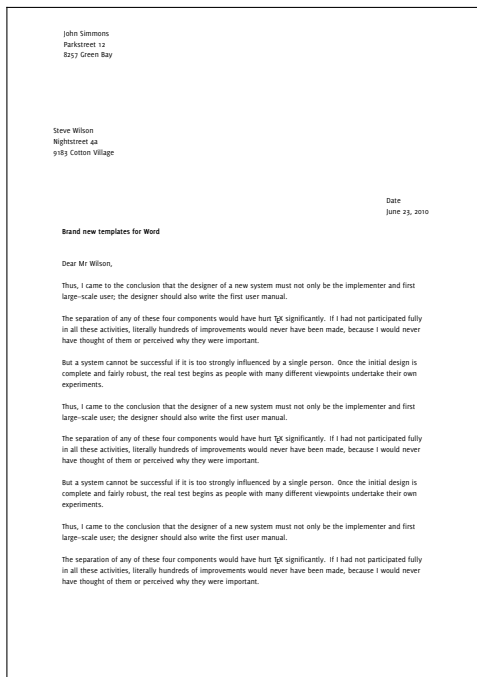 John Simmons
Parkstreet 12
8257 Green Bay
Steve Wilson
Nightstreet 4a
9183 Cotton Village
Date
June 23, 2010
Brand new templates for Word
Dear Mr Wilson,
Thus, I came to the conclusion that the designer of a new system must not only be the implementer and first
large–scale user; the designer should also write the first user manual.
The separation of any of these four components would have hurt TEX significantly. If I had not participated fully
in all these activities, literally hundreds of improvements would never have been made, because I would never
have thought of them or perceived why they were important.
But a system cannot be successful if it is too strongly influenced by a single person. Once the initial design is
complete and fairly robust, the real test begins as people with many different viewpoints undertake their own
experiments.
Thus, I came to the conclusion that the designer of a new system must not only be the implementer and first
large–scale user; the designer should also write the first user manual.
The separation of any of these four components would have hurt TEX significantly. If I had not participated fully
in all these activities, literally hundreds of improvements would never have been made, because I would never
have thought of them or perceived why they were important.
But a system cannot be successful if it is too strongly influenced by a single person. Once the initial design is
complete and fairly robust, the real test begins as people with many different viewpoints undertake their own
experiments.
Thus, I came to the conclusion that the designer of a new system must not only be the implementer and first
large–scale user; the designer should also write the first user manual.
The separation of any of these four components would have hurt TEX significantly. If I had not participated fully
in all these activities, literally hundreds of improvements would never have been made, because I would never
have thought of them or perceived why they were important.